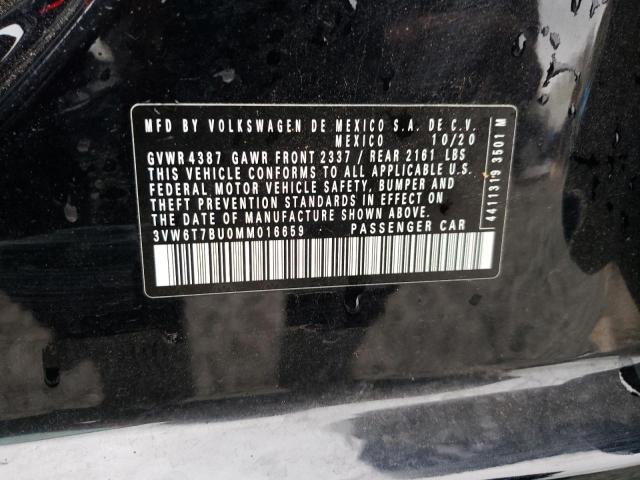 MFD BY VOLKSWAGEN DE MEXICO S.A. DE C.V.
MEXICO 10/20
GVWR 4387 GAWR FRONT 2337 / REAR 2161 LBS
THIS VEHICLE CONFORMS TO ALL APPLICABLE U.S.
FEDERAL MOTOR VEHICLE SAFETY, BUMPER AND
THEFT PREVENTION STANDARDS IN EFFECT ON
THE DATE OF MANUFACTURE SHOWN ABOVE.
3VW6T7BU0MM016659 PASSENGER CAR
4411319 3501 M